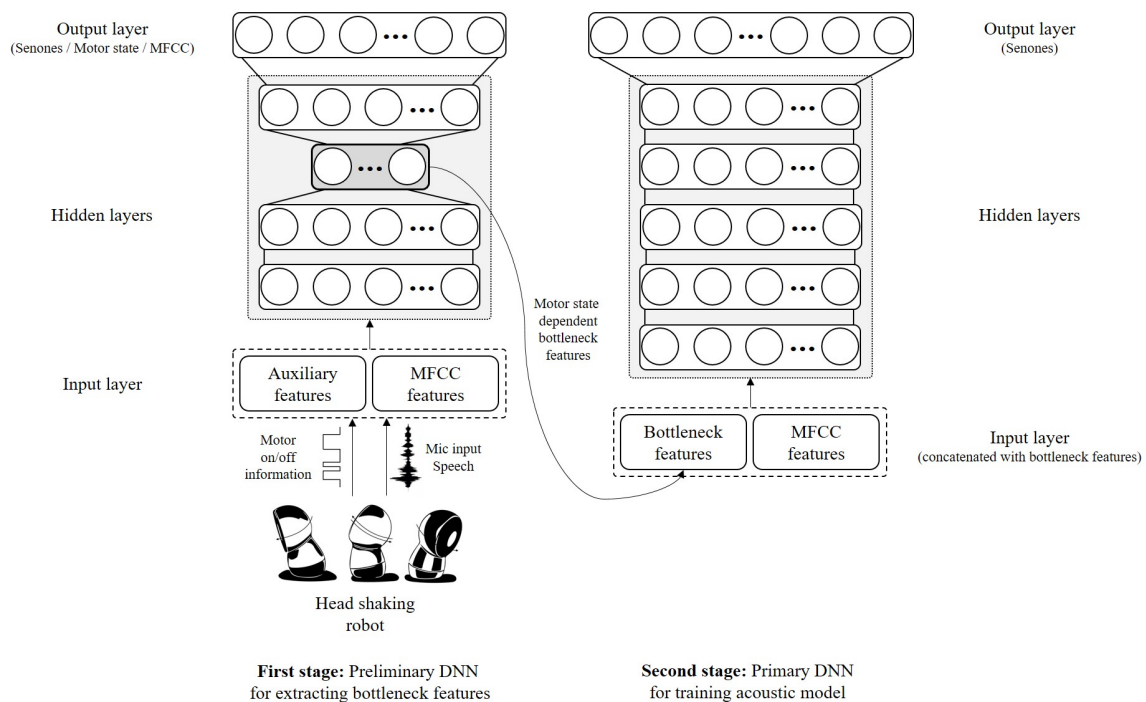 Output layer
(Senones / Motor state / MFCC)
Hidden layers
Input layer
Auxiliary
features
MFCC
features
Motor
on/off
information
Mic input
Speech
Head shaking
robot
First stage: Preliminary DNN
for extracting bottleneck features
Motor state
dependent
bottleneck
features
Output layer
(Senones)
Hidden layers
Bottleneck
features
MFCC
features
Input layer
(concatenated with bottleneck features)
Second stage: Primary DNN
for training acoustic model